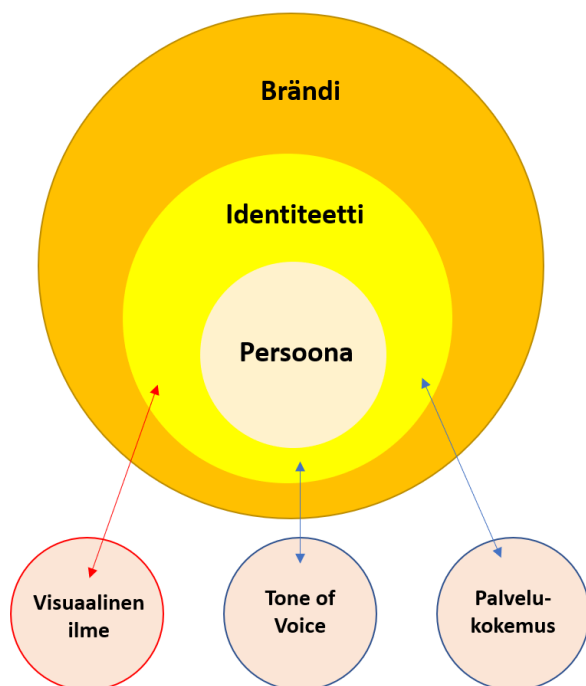 Brändi
Identiteetti
Persoona
Visuaalinen
ilme
Tone of
Voice
Palvelu-
kokemus